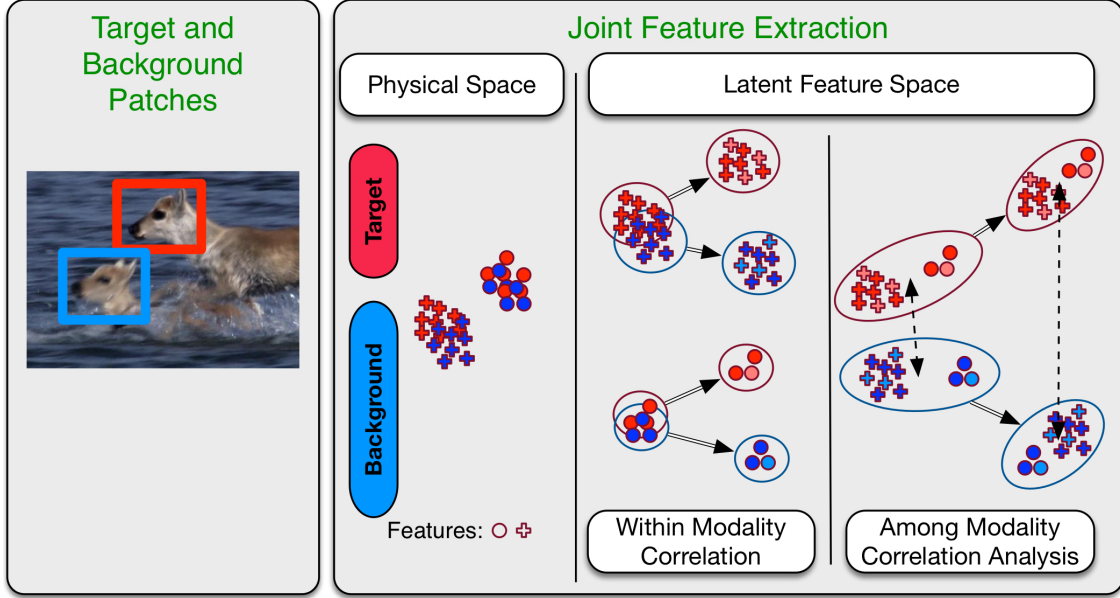 Target and
Background
Patches
Joint Feature Extraction
Physical Space
Latent Feature Space
Target
Background
Features:
Within Modality
Correlation
Among Modality
Correlation Analysis